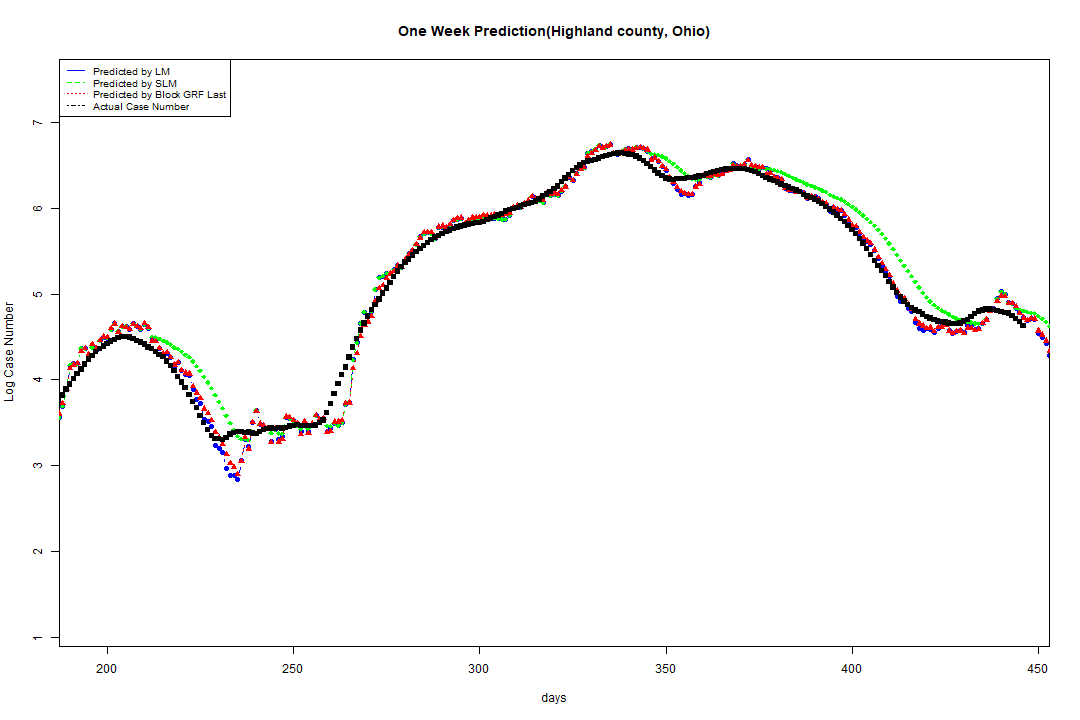 One Week Prediction(Highland county, Ohio)
Predicted by LM
Predicted by SLM
Predicted by Block GRF Last
Actual Case Number
Log Case Number
7
6
5
4
3
2
1
200 250 300 350 400 450
days